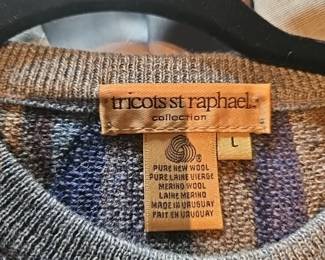 tricots st raphael
collection
L
PURE NEW WOOL
PURE LAINE VIERGE
MERINO WOOL
LAINE MERINO
MADE IN URUGUAY
FAIT EN URUGUAY